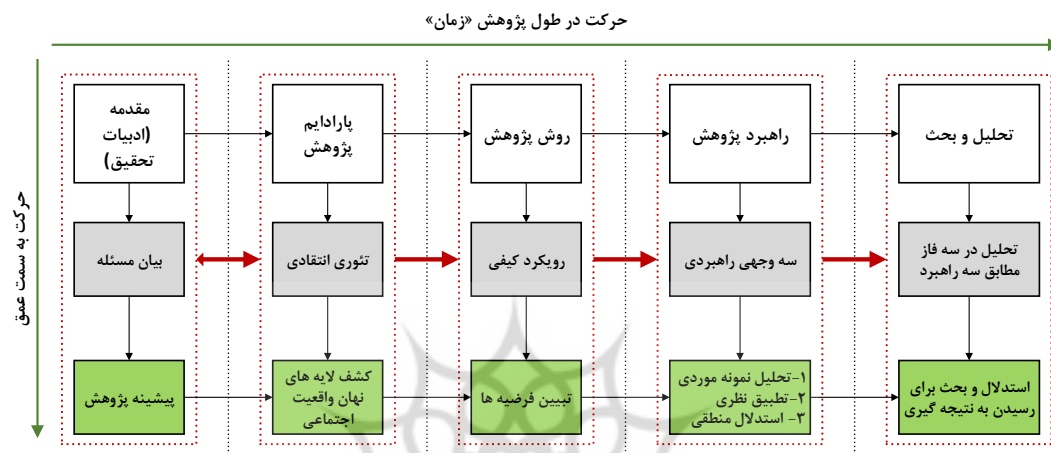 حرکت در طول پژوهش «زمان»
حرکت به سمت عمق
مقدمه
(ادبیات
تحقیق)
پارادایم
پژوهش
روش پژوهش
راهبرد پژوهش
تحلیل و بحث
بیان مسئله
تئوری انتقادی
رویکرد کیفی
سه وجهی راهبردی
تحلیل در سه فاز
مطابق سه راهبرد
پیشینه پژوهش
کشف لایه های
نهان واقعیت
اجتماعی
تبیین فرضیه ها
۱-تحلیل نمونه موردی
۲-تطبیق نظری
۳- استدلال منطقی
استدلال و بحث برای
رسیدن به نتیجه گیری